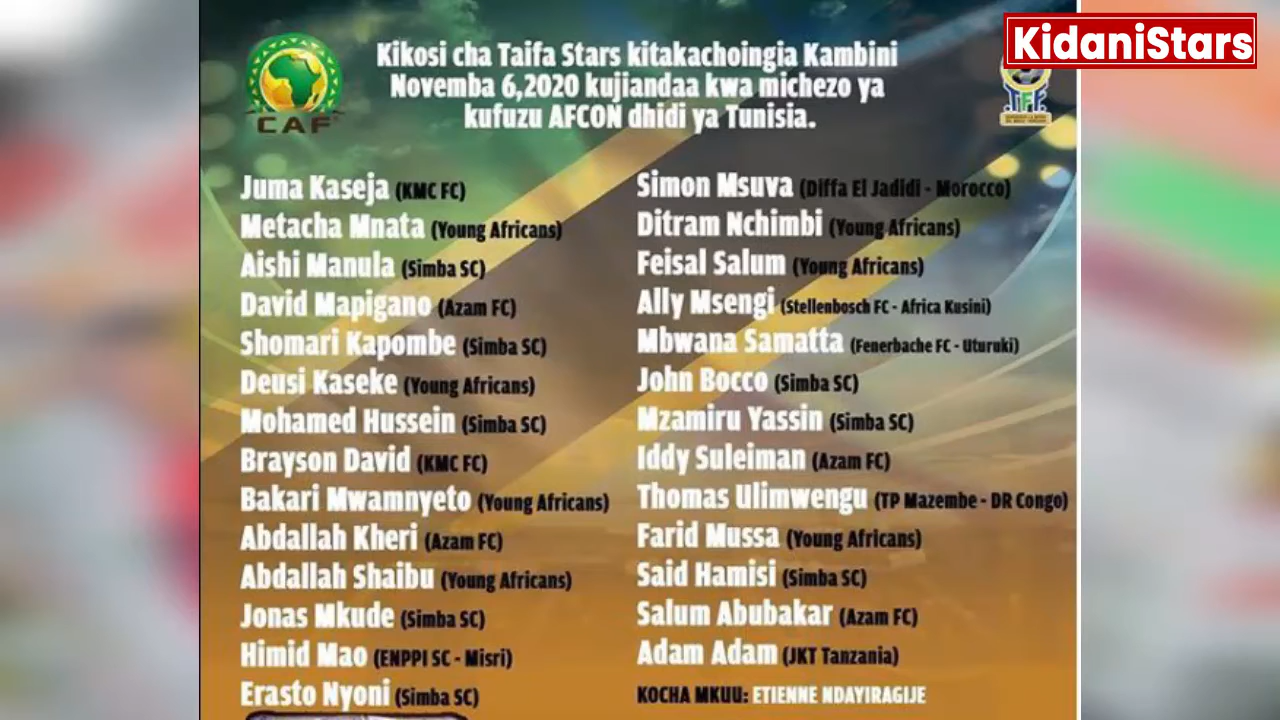 KidaniStars
CAF
TFF
Kikosi cha Taifa Stars kitakachoingia Kambini
Novemba 6,2020 kujiandaa kwa michezo ya
kufuzu AFCON dhidi ya Tunisia.
Juma Kaseja (KMC FC)
Metacha Mnata (Young Africans)
Aishi Manula (Simba SC)
David Mapigano (Azam FC)
Shomari Kapombe (Simba SC)
Deusi Kaseke (Young Africans)
Mohamed Hussein (Simba SC)
Brayson David (KMC FC)
Bakari Mwamnyeto (Young Africans)
Abdallah Kheri (Azam FC)
Abdallah Shaibu (Young Africans)
Jonas Mkude (Simba SC)
Himid Mao (ENPPI SC - Misri)
Erasto Nyoni (Simba SC)
Simon Msuva (Diffa El Jadidi - Morocco)
Ditram Nchimbi (Young Africans)
Feisal Salum (Young Africans)
Ally Msengi (Stellenbosch FC - Africa Kusini)
Mbwana Samatta (Fenerbache FC - Uturuki)
John Bocco (Simba SC)
Mzamiru Yassin (Simba SC)
Iddy Suleiman (Azam FC)
Thomas Ulimwengu (TP Mazembe - DR Congo)
Farid Mussa (Young Africans)
Said Hamisi (Simba SC)
Salum Abubakar (Azam FC)
Adam Adam (JKT Tanzania)
KOCHA MKUU: ETIENNE NDAYIRAGIJE